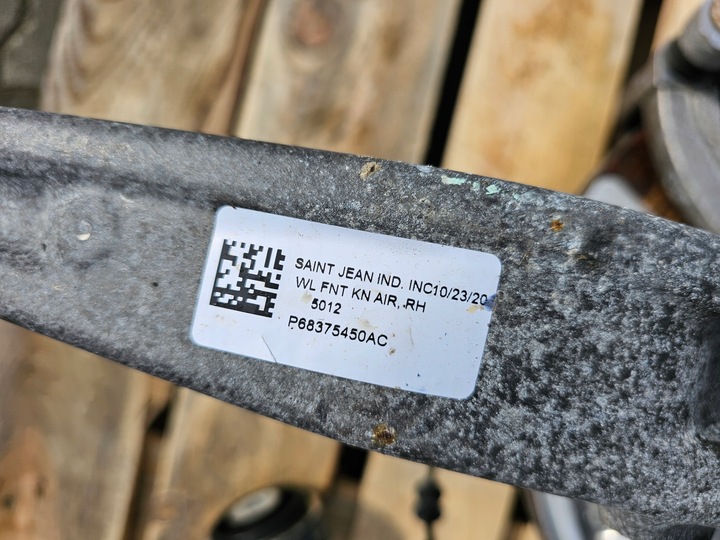 SAINT JEAN IND. INC10/23/20
WL FNT KN AIR, RH
5012
P68375450AC